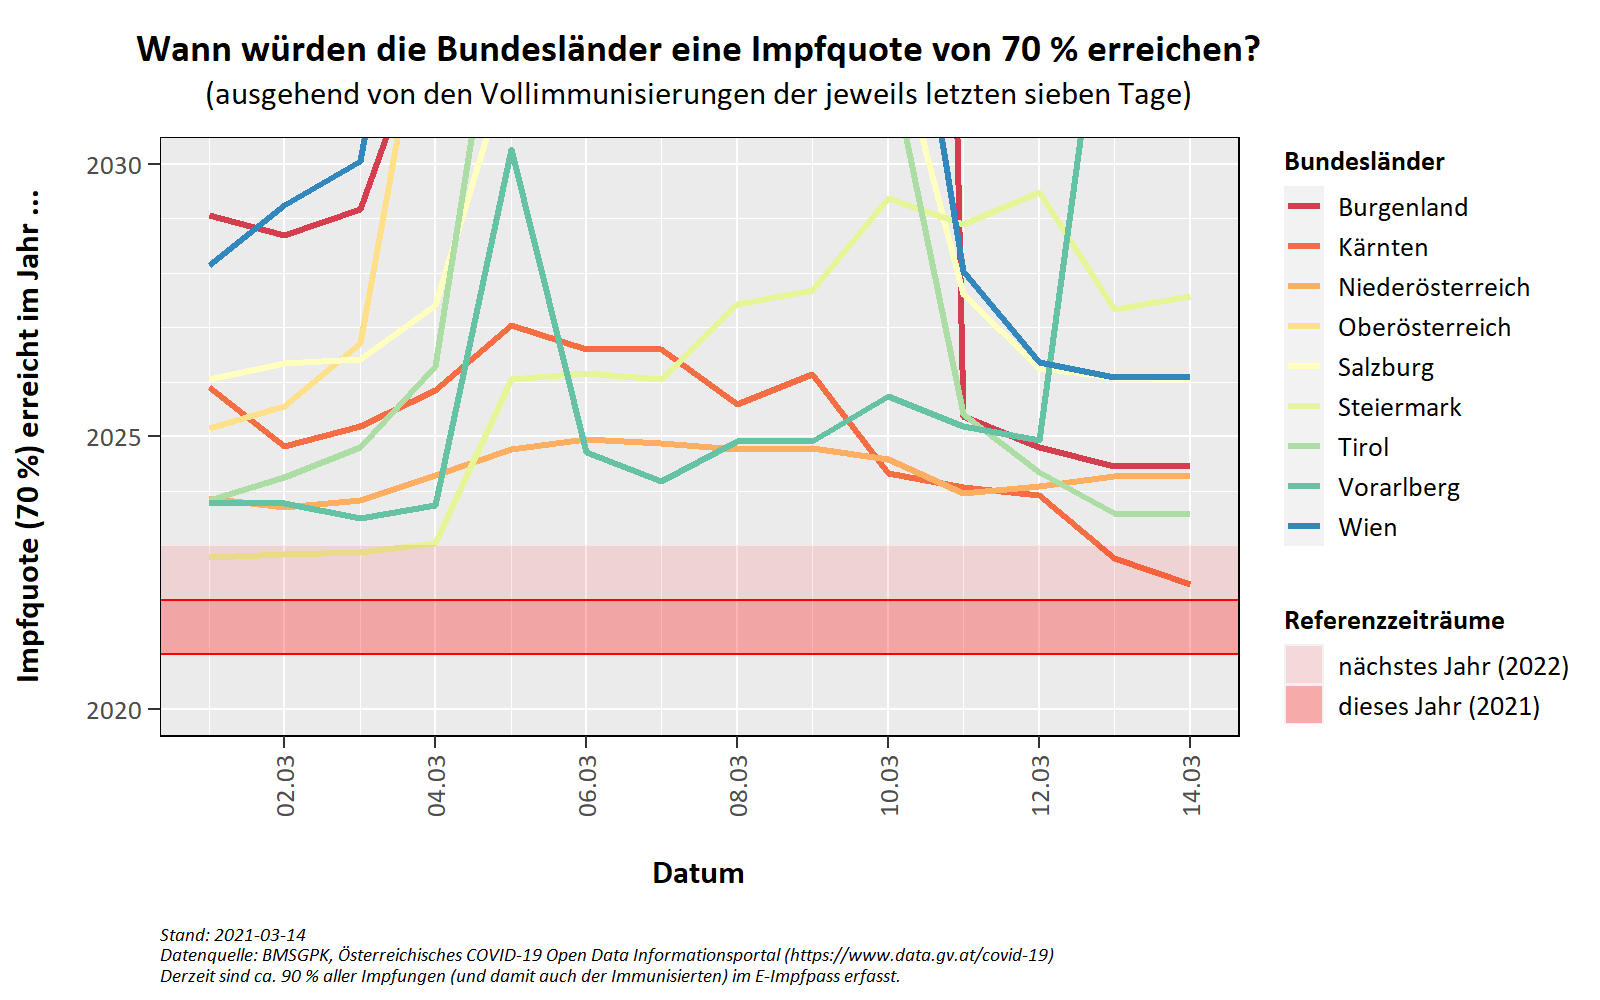 Wann würden die Bundesländer eine Impfquote von 70 % erreichen?
(ausgehend von den Vollimmunisierungen der jeweils letzten sieben Tage)
Impfquote (70 %) erreicht im Jahr ...
2030
2025
2020
02.03
04.03
06.03
08.03
10.03
12.03
14.03
Datum
Bundesländer
Burgenland
Kärnten
Niederösterreich
Oberösterreich
Salzburg
Steiermark
Tirol
Vorarlberg
Wien
Referenzzeiträume
nächstes Jahr (2022)
dieses Jahr (2021)
Stand: 2021-03-14
Datenquelle: BMSGPK, Österreichisches COVID-19 Open Data Informationsportal (https://www.data.gv.at/covid-19)
Derzeit sind ca. 90 % aller Impfungen (und damit auch der Immunisierten) im E-Impfpass erfasst.